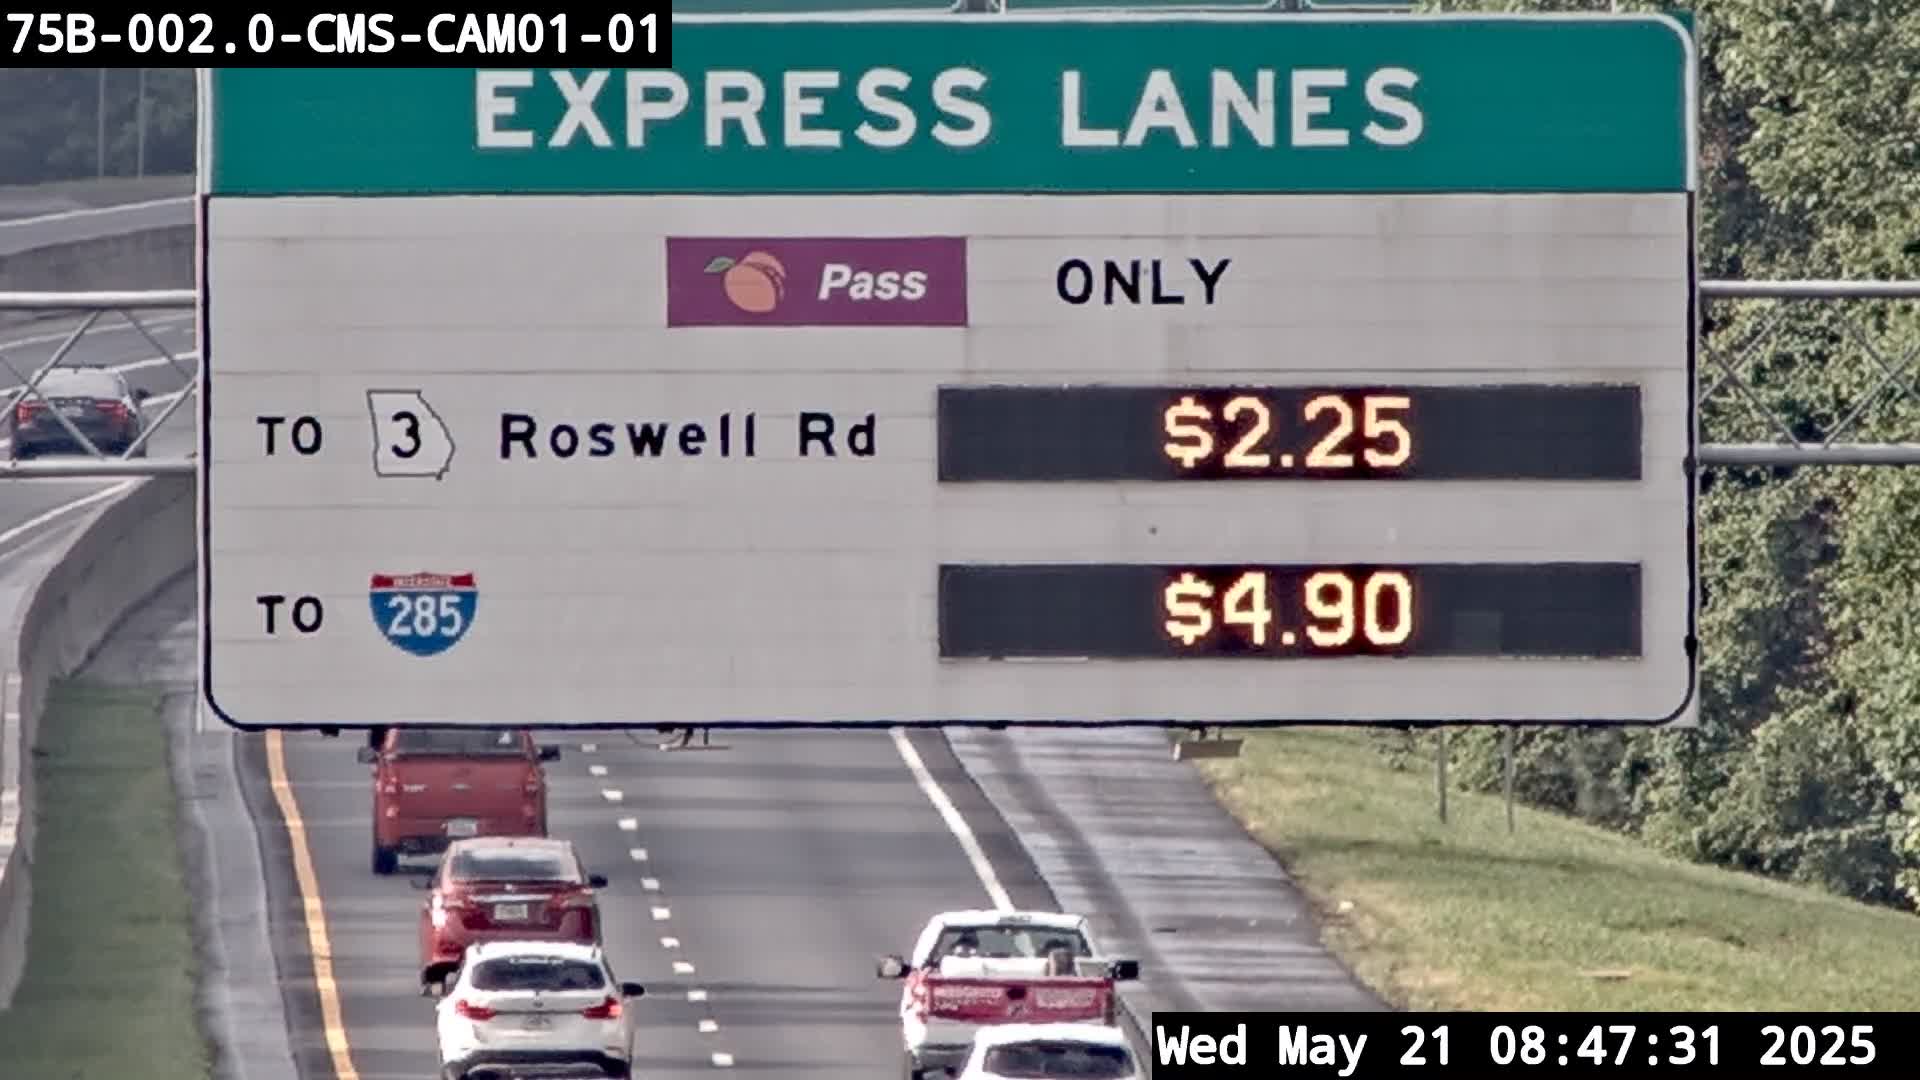 75B-002.0-CMS-CAM01-01
EXPRESS LANES
Pass ONLY
TO 3 Roswell Rd $2.25
INTERSTATE
TO 285 $4.90
Wed May 21 08:47:31 2025